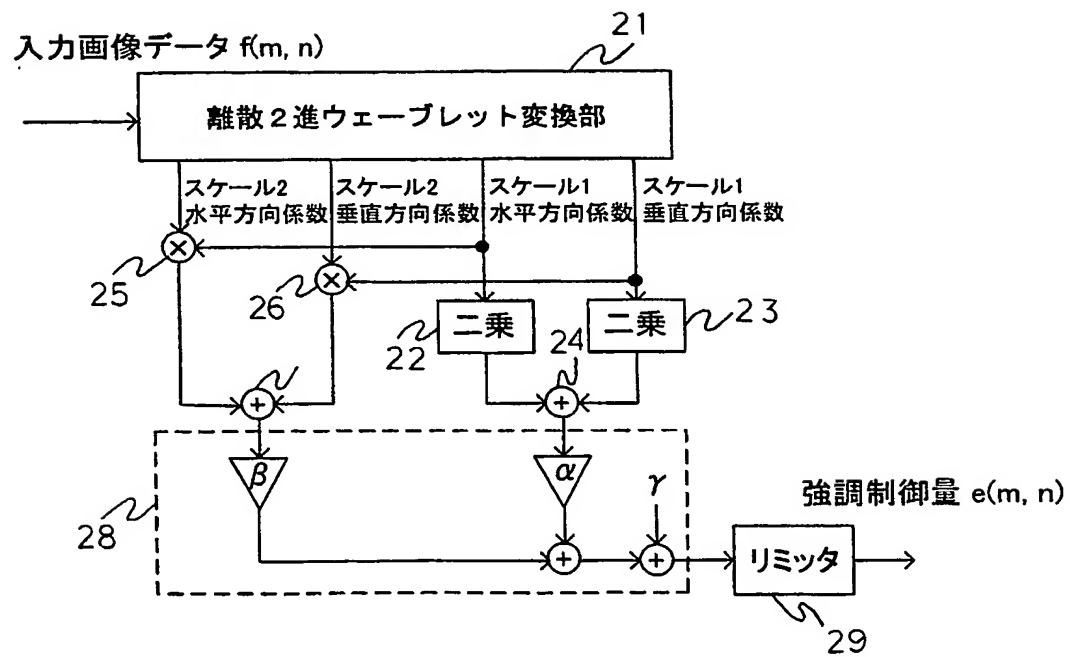 21
入力画像データ f(m, n)
離散2進ウェーブレット変換部
スケール2
水平方向係数
スケール2
垂直方向係数
スケール1
水平方向係数
スケール1
垂直方向係数
×
25
×
26
二乗
22
二乗
23
24
+
+
β
α
γ
28
+
+
強調制御量 e(m, n)
リミッタ
29